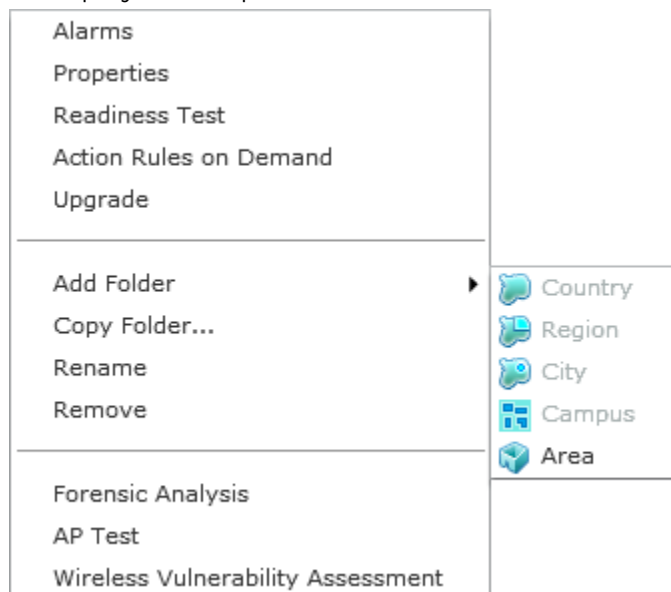 Alarms
Properties
Readiness Test
Action Rules on Demand
Upgrade
Add Folder
Copy Folder...
Rename
Remove
Country
Region
City
Campus
Area
Forensic Analysis
AP Test
Wireless Vulnerability Assessment